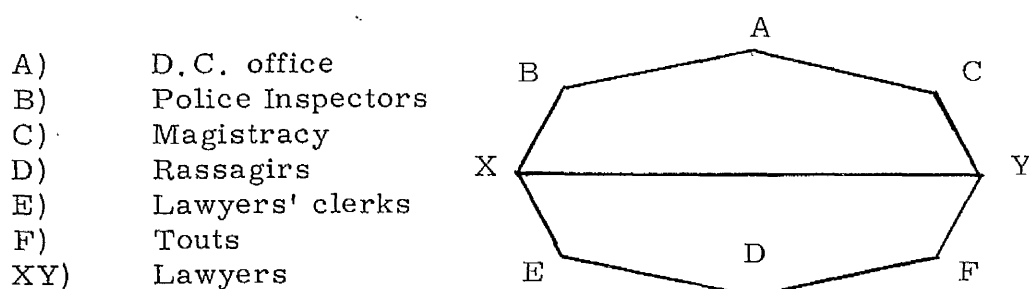 A) D.C. office
B) Police Inspectors
C) Magistracy
D) Rassagirs
E) Lawyers' clerks
F) Touts
XY) Lawyers
A
B C
X Y
E D F